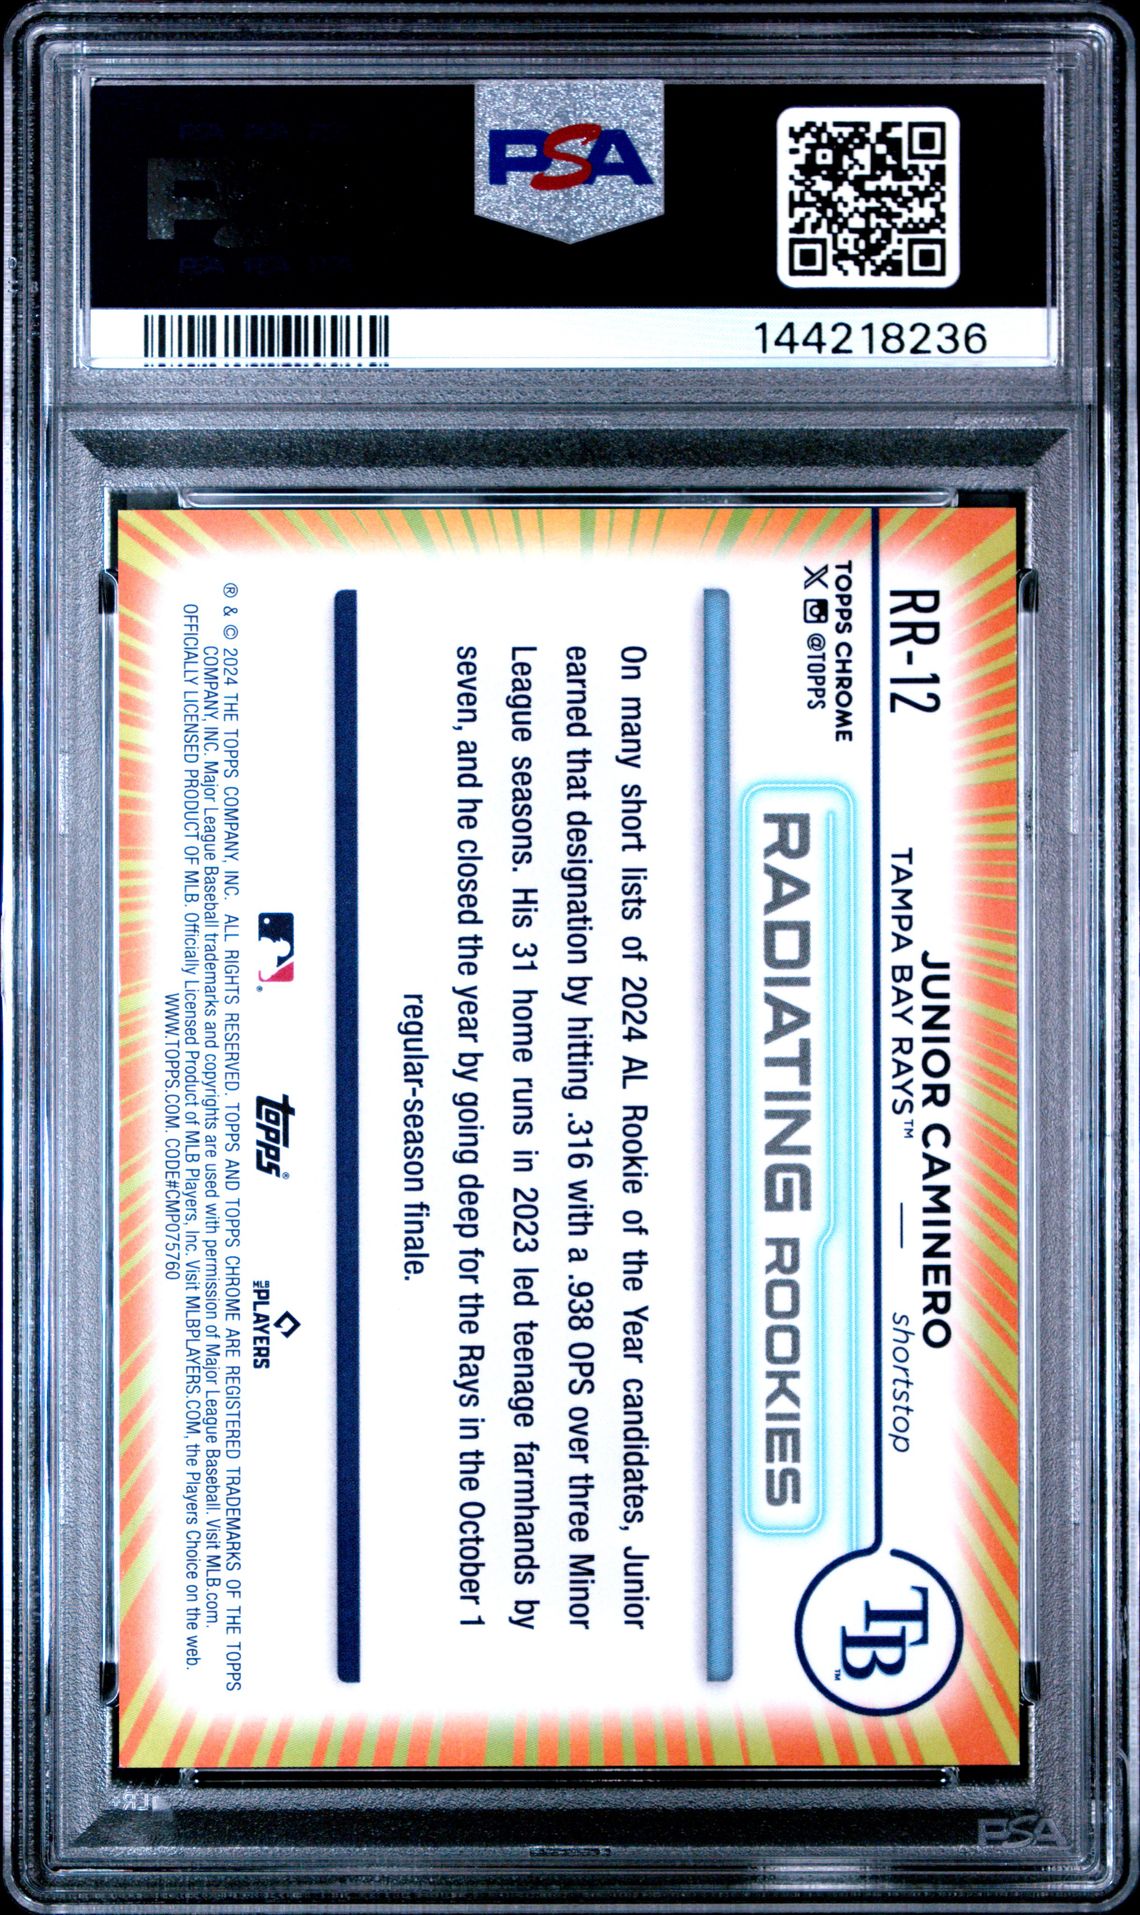 PSA
144218236
RR-12
JUNIOR CAMINERO
TAMPA BAY RAYS™ — shortstop
TB™
TOPPS CHROME
X @TOPPS
RADIATING ROOKIES
On many short lists of 2024 AL Rookie of the Year candidates, Junior
earned that designation by hitting .316 with a .938 OPS over three Minor
League seasons. His 31 home runs in 2023 led teenage farmhands by
seven, and he closed the year by going deep for the Rays in the October 1
regular-season finale.
topps®
MLB PLAYERS
® & © 2024 THE TOPPS COMPANY, INC. ALL RIGHTS RESERVED. TOPPS AND TOPPS CHROME ARE REGISTERED TRADEMARKS OF THE TOPPS
COMPANY, INC. Major League Baseball trademarks and copyrights are used with permission of Major League Baseball. Visit MLB.com.
OFFICIALLY LICENSED PRODUCT OF MLB. Officially Licensed Product of MLB Players, Inc. Visit MLBPLAYERS.COM, the Players Choice on the web.
WWW.TOPPS.COM. CODE#CMP075760
PSA